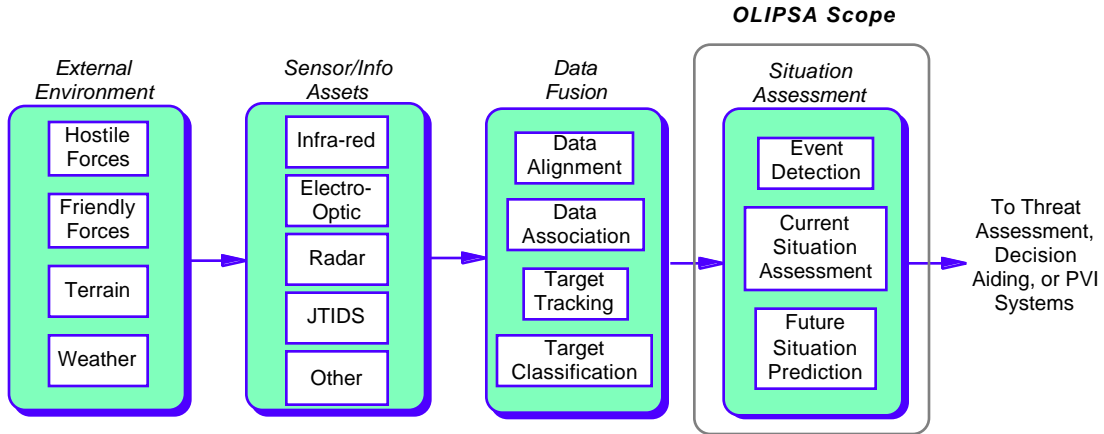 OLIPSA Scope
External
Environment
Hostile
Forces
Friendly
Forces
Terrain
Weather
Sensor/Info
Assets
Infra-red
Electro-
Optic
Radar
JTIDS
Other
Data
Fusion
Data
Alignment
Data
Association
Target
Tracking
Target
Classification
Situation
Assessment
Event
Detection
Current
Situation
Assessment
Future
Situation
Prediction
To Threat
Assessment,
Decision
Aiding, or PVI
Systems